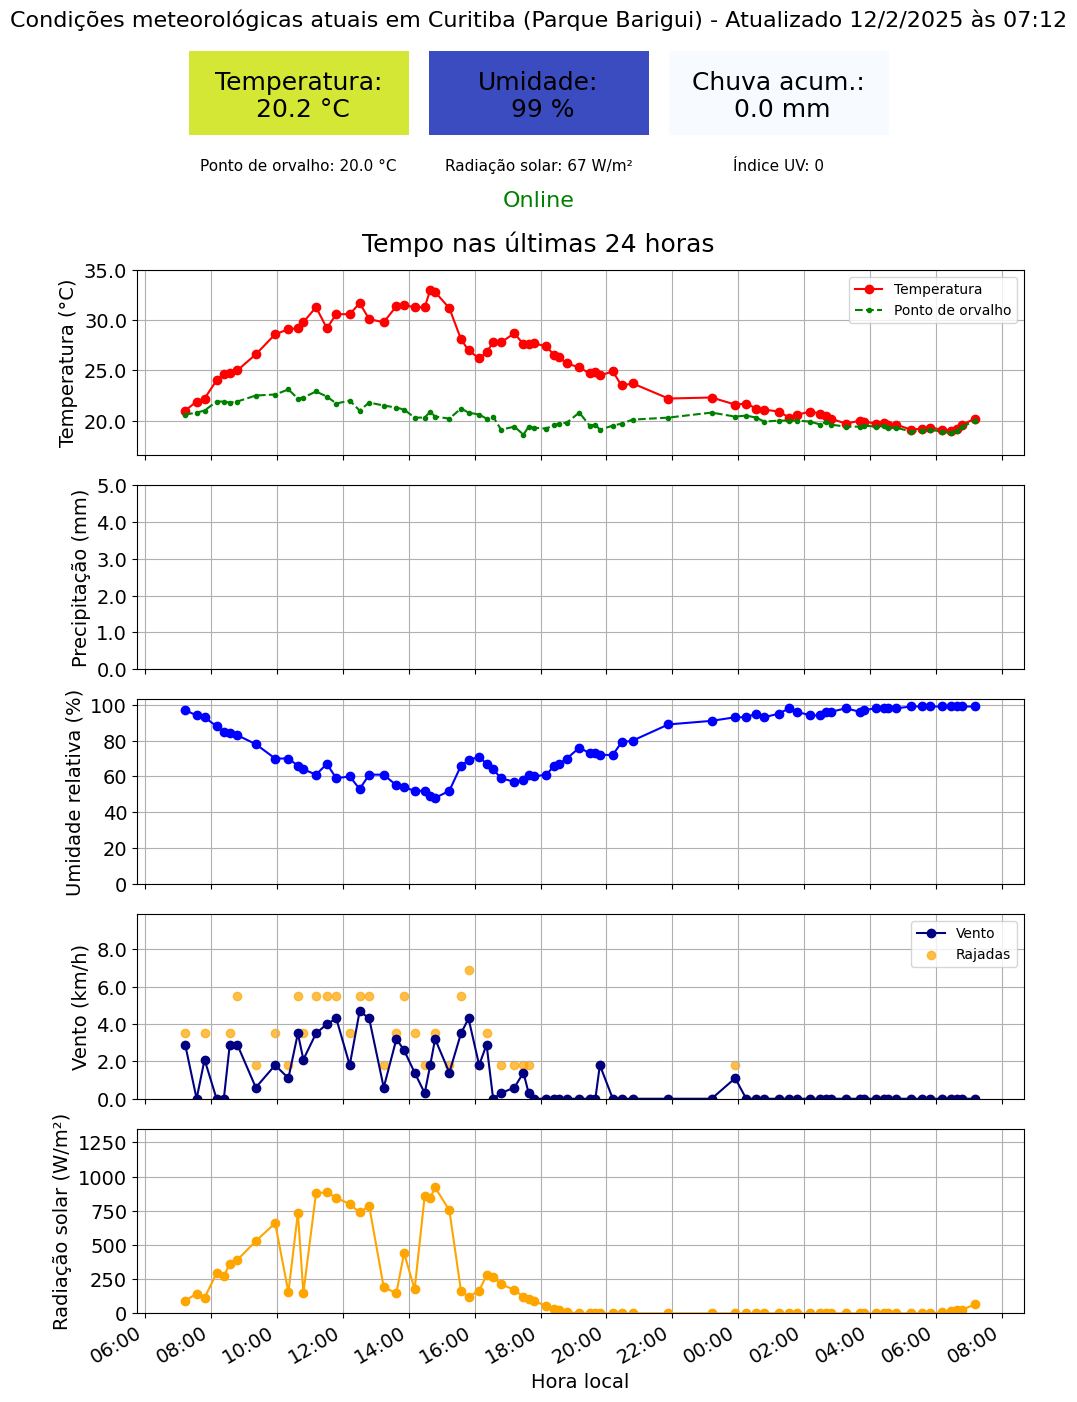 Condições meteorológicas atuais em Curitiba (Parque Barigui) - Atualizado 12/2/2025 às 07:12
Temperatura:
20.2 °C
Umidade:
99 %
Chuva acum.:
0.0 mm
Ponto de orvalho: 20.0 °C
Radiação solar: 67 W/m²
Índice UV: 0
Online
Tempo nas últimas 24 horas
Temperatura (°C)
35.0
30.0
25.0
20.0
Temperatura
Ponto de orvalho
Precipitação (mm)
5.0
4.0
3.0
2.0
1.0
0.0
Umidade relativa (%)
100
80
60
40
20
0
Vento (km/h)
8.0
6.0
4.0
2.0
0.0
Vento
Rajadas
Radiação solar (W/m²)
1250
1000
750
500
250
0
06:00 08:00 10:00 12:00 14:00 16:00 18:00 20:00 22:00 00:00 02:00 04:00 06:00 08:00
Hora local